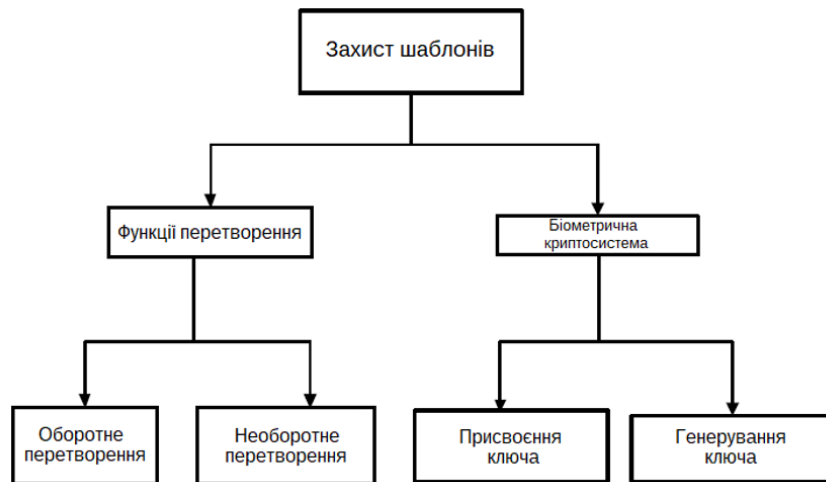 Захист шаблонів
Функції перетворення
Біометрична
криптосистема
Оборотне
перетворення
Необоротне
перетворення
Присвоєння
ключа
Генерування
ключа